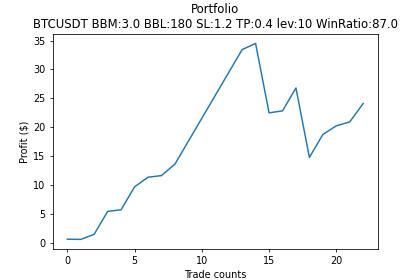 Portfolio
BTCUSDT BBM:3.0 BBL:180 SL:1.2 TP:0.4 lev:10 WinRatio:87.0
35
30
25
20
15
10
5
0
Profit ($)
0 5 10 15 20
Trade counts